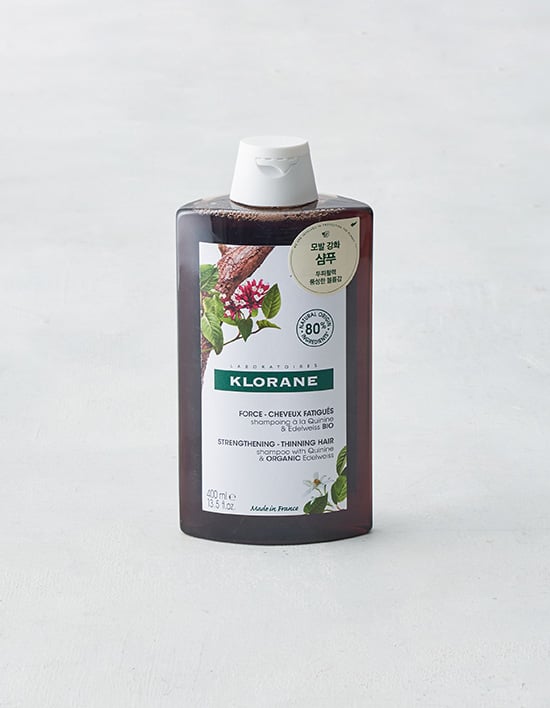 모발 강화
샴푸
두피활력
풍성한 볼륨감
NATURAL ORIGIN
80%
INGREDIENTS
LABORATOIRES
KLORANE
FORCE - CHEVEUX FATIGUÉS
shampoing à la Quinine
& Edelweiss BIO
STRENGTHENING - THINNING HAIR
shampoo with Quinine
& ORGANIC Edelweiss
400 ml e
13.5 fl.oz.
Made in France